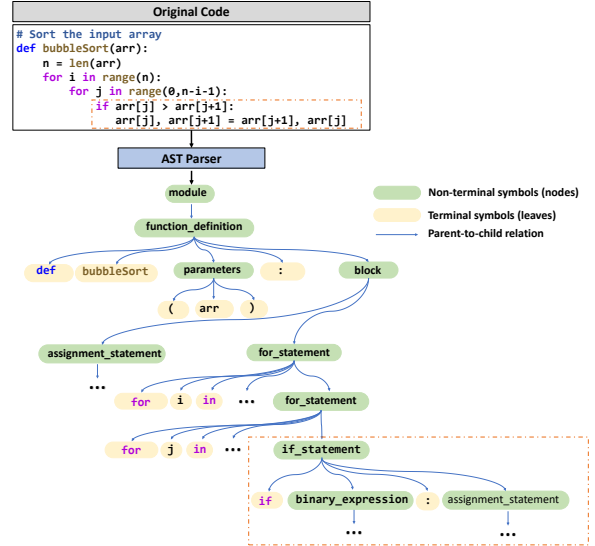 Original Code
# Sort the input array
def bubbleSort(arr):
n = len(arr)
for i in range(n):
for j in range(0,n-i-1):
if arr[j] > arr[j+1]:
arr[j], arr[j+1] = arr[j+1], arr[j]
AST Parser
module
Non-terminal symbols (nodes)
Terminal symbols (leaves)
Parent-to-child relation
function_definition
def bubbleSort parameters : block
( arr )
assignment_statement for_statement
...
for i in ... for_statement
for j in ... if_statement
if binary_expression : assignment_statement
... ...